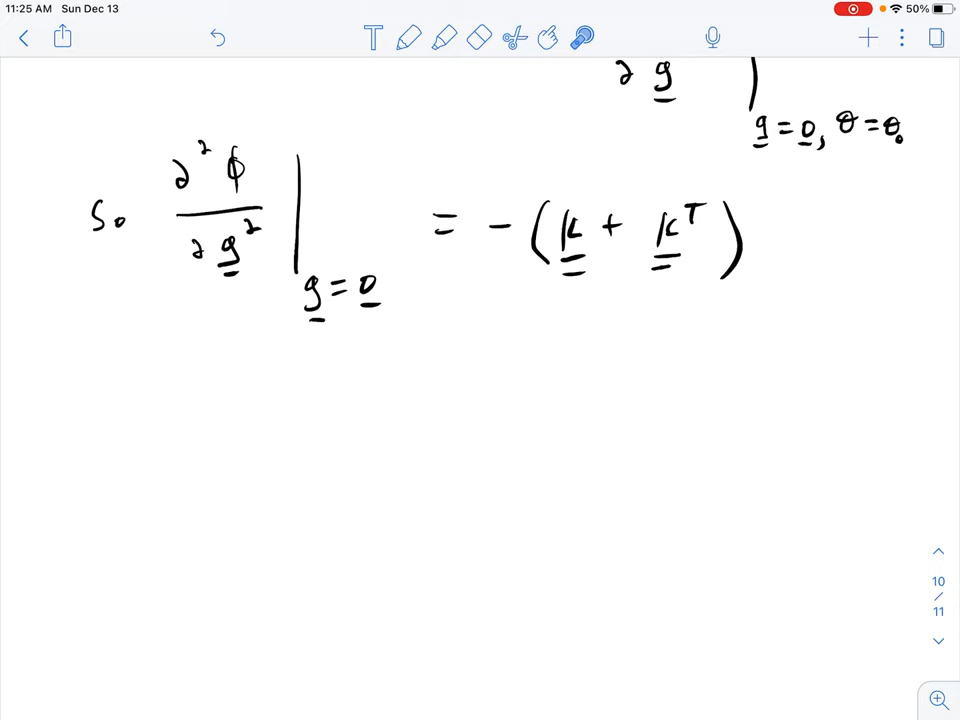 11:25 AM Sun Dec 13 50%
∂ g |
g = 0, θ = θ₀
So ∂²ϕ / ∂g² | g = 0 = - (K + Kᵀ)
10
/
11